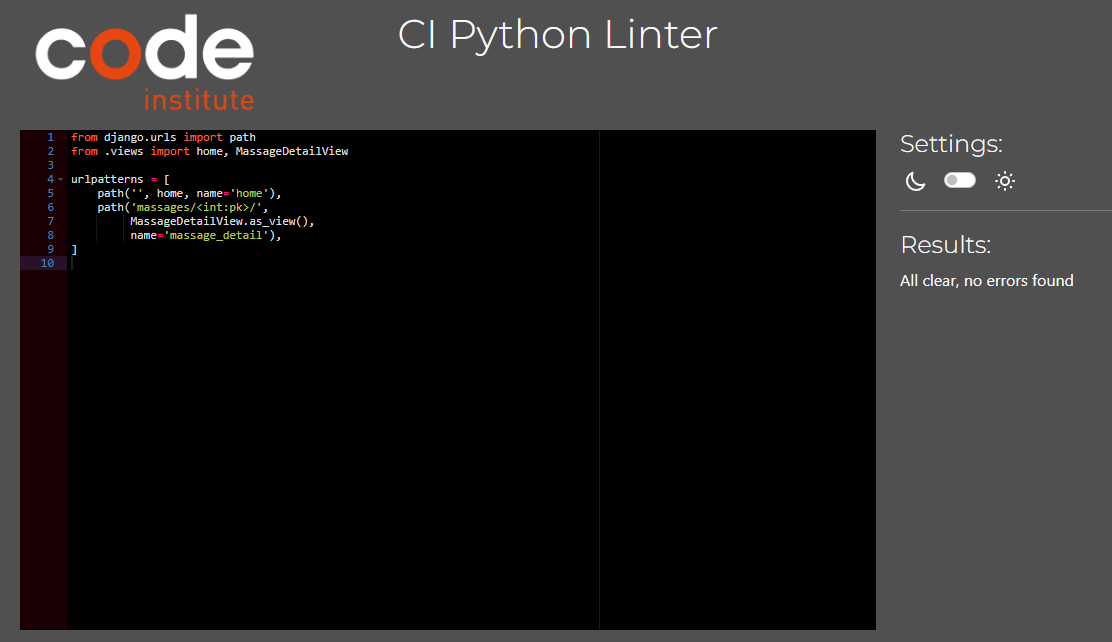 code
institute
CI Python Linter
1 from django.urls import path
2 from .views import home, MassageDetailView
3
4 urlpatterns = [
5     path('', home, name='home'),
6     path('massages/<int:pk>/',
7          MassageDetailView.as_view(),
8          name='massage_detail'),
9 ]
10
Settings:
Results:
All clear, no errors found